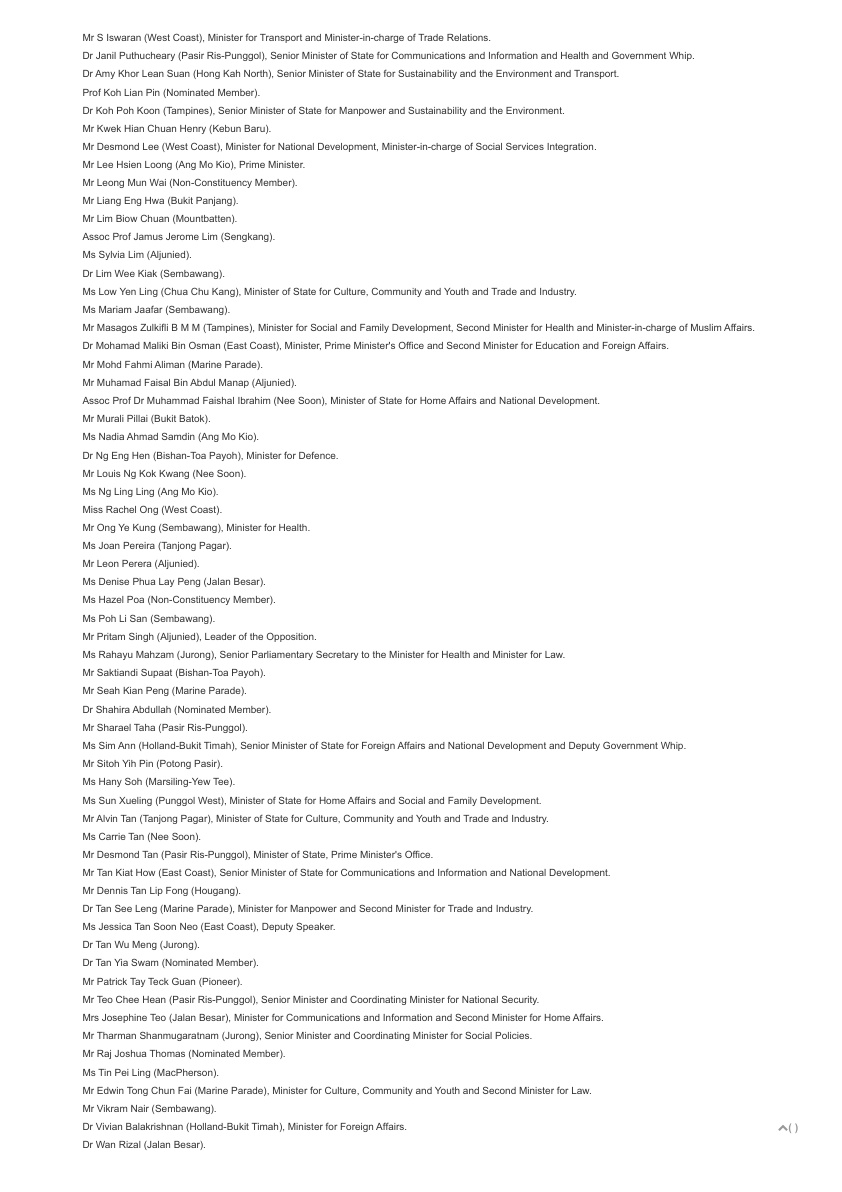 Mr S Iswaran (West Coast), Minister for Transport and Minister-in-charge of Trade Relations.
Dr Janil Puthucheary (Pasir Ris-Punggol), Senior Minister of State for Communications and Information and Health and Government Whip.
Dr Amy Khor Lean Suan (Hong Kah North), Senior Minister of State for Sustainability and the Environment and Transport.
Prof Koh Lian Pin (Nominated Member).
Dr Koh Poh Koon (Tampines), Senior Minister of State for Manpower and Sustainability and the Environment.
Mr Kwek Hian Chuan Henry (Kebun Baru).
Mr Desmond Lee (West Coast), Minister for National Development, Minister-in-charge of Social Services Integration.
Mr Lee Hsien Loong (Ang Mo Kio), Prime Minister.
Mr Leong Mun Wai (Non-Constituency Member).
Mr Liang Eng Hwa (Bukit Panjang).
Mr Lim Biow Chuan (Mountbatten).
Assoc Prof Jamus Jerome Lim (Sengkang).
Ms Sylvia Lim (Aljunied).
Dr Lim Wee Kiak (Sembawang).
Ms Low Yen Ling (Chua Chu Kang), Minister of State for Culture, Community and Youth and Trade and Industry.
Ms Mariam Jaafar (Sembawang).
Mr Masagos Zulkifli B M M (Tampines), Minister for Social and Family Development, Second Minister for Health and Minister-in-charge of Muslim Affairs.
Dr Mohamad Maliki Bin Osman (East Coast), Minister, Prime Minister's Office and Second Minister for Education and Foreign Affairs.
Mr Mohd Fahmi Aliman (Marine Parade).
Mr Muhamad Faisal Bin Abdul Manap (Aljunied).
Assoc Prof Dr Muhammad Faishal Ibrahim (Nee Soon), Minister of State for Home Affairs and National Development.
Mr Murali Pillai (Bukit Batok).
Ms Nadia Ahmad Samdin (Ang Mo Kio).
Dr Ng Eng Hen (Bishan-Toa Payoh), Minister for Defence.
Mr Louis Ng Kok Kwang (Nee Soon).
Ms Ng Ling Ling (Ang Mo Kio).
Miss Rachel Ong (West Coast).
Mr Ong Ye Kung (Sembawang), Minister for Health.
Ms Joan Pereira (Tanjong Pagar).
Mr Leon Perera (Aljunied).
Ms Denise Phua Lay Peng (Jalan Besar).
Ms Hazel Poa (Non-Constituency Member).
Ms Poh Li San (Sembawang).
Mr Pritam Singh (Aljunied), Leader of the Opposition.
Ms Rahayu Mahzam (Jurong), Senior Parliamentary Secretary to the Minister for Health and Minister for Law.
Mr Saktiandi Supaat (Bishan-Toa Payoh).
Mr Seah Kian Peng (Marine Parade).
Dr Shahira Abdullah (Nominated Member).
Mr Sharael Taha (Pasir Ris-Punggol).
Ms Sim Ann (Holland-Bukit Timah), Senior Minister of State for Foreign Affairs and National Development and Deputy Government Whip.
Mr Sitoh Yih Pin (Potong Pasir).
Ms Hany Soh (Marsiling-Yew Tee).
Ms Sun Xueling (Punggol West), Minister of State for Home Affairs and Social and Family Development.
Mr Alvin Tan (Tanjong Pagar), Minister of State for Culture, Community and Youth and Trade and Industry.
Ms Carrie Tan (Nee Soon).
Mr Desmond Tan (Pasir Ris-Punggol), Minister of State, Prime Minister's Office.
Mr Tan Kiat How (East Coast), Senior Minister of State for Communications and Information and National Development.
Mr Dennis Tan Lip Fong (Hougang).
Dr Tan See Leng (Marine Parade), Minister for Manpower and Second Minister for Trade and Industry.
Ms Jessica Tan Soon Neo (East Coast), Deputy Speaker.
Dr Tan Wu Meng (Jurong).
Dr Tan Yia Swam (Nominated Member).
Mr Patrick Tay Teck Guan (Pioneer).
Mr Teo Chee Hean (Pasir Ris-Punggol), Senior Minister and Coordinating Minister for National Security.
Mrs Josephine Teo (Jalan Besar), Minister for Communications and Information and Second Minister for Home Affairs.
Mr Tharman Shanmugaratnam (Jurong), Senior Minister and Coordinating Minister for Social Policies.
Mr Raj Joshua Thomas (Nominated Member).
Ms Tin Pei Ling (MacPherson).
Mr Edwin Tong Chun Fai (Marine Parade), Minister for Culture, Community and Youth and Second Minister for Law.
Mr Vikram Nair (Sembawang).
Dr Vivian Balakrishnan (Holland-Bukit Timah), Minister for Foreign Affairs.
( )
Dr Wan Rizal (Jalan Besar).